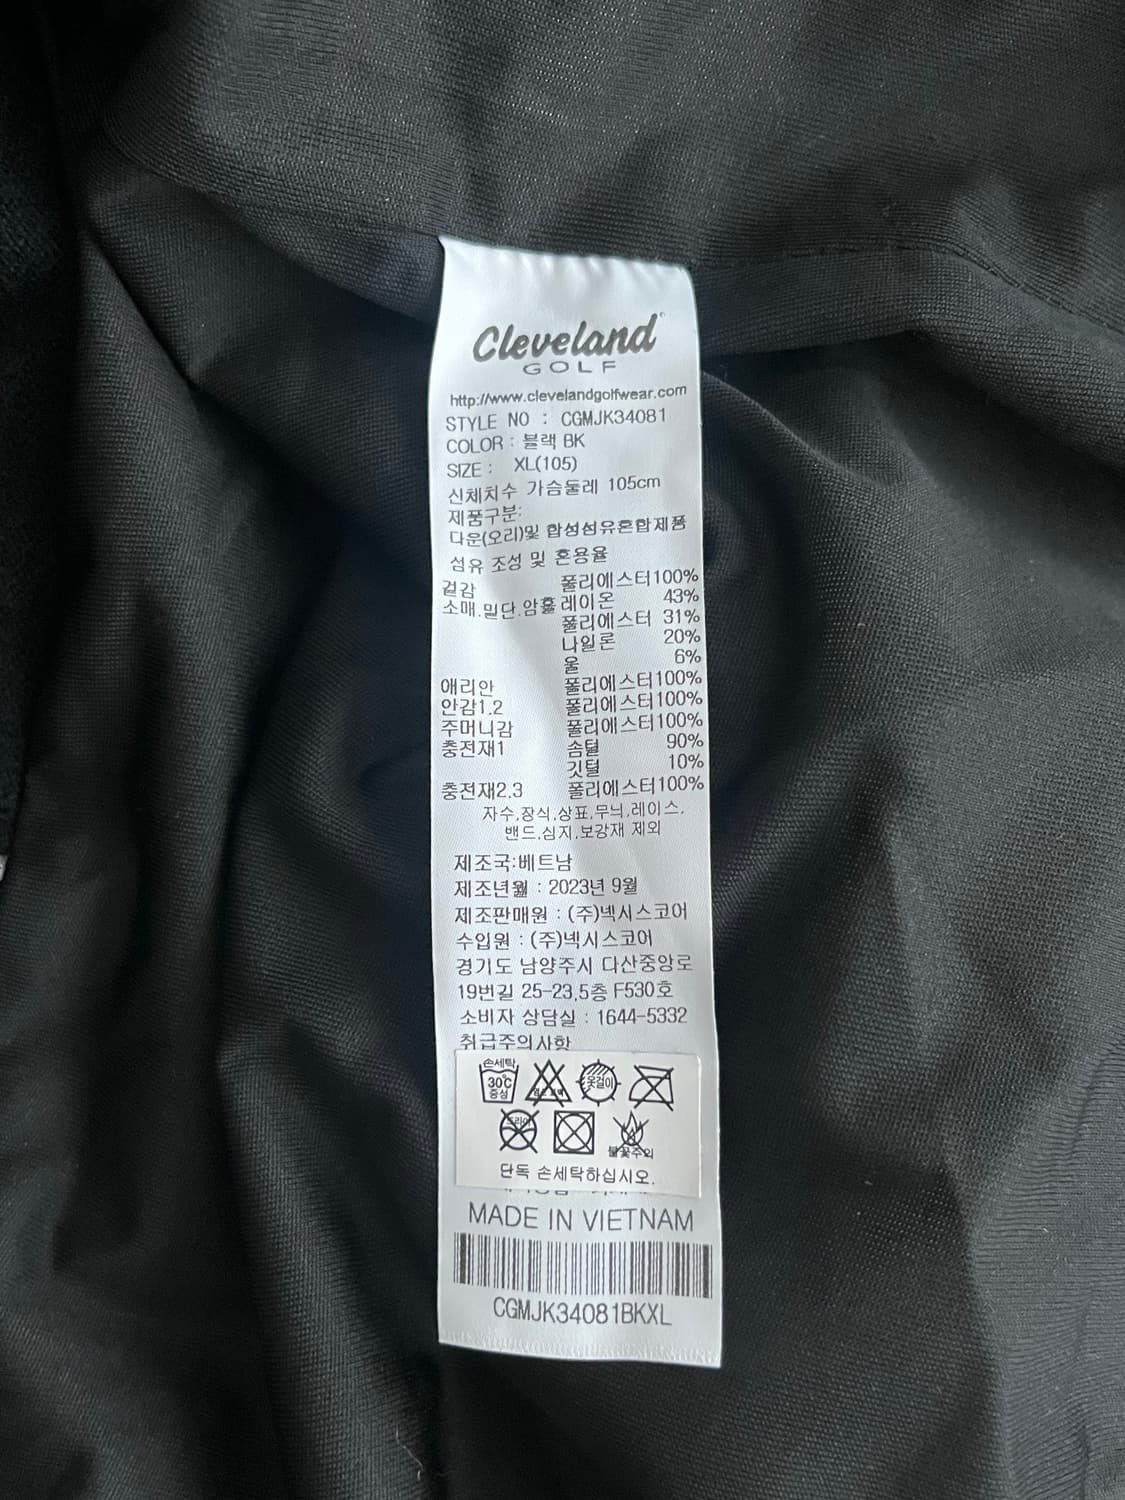 Cleveland
GOLF
http://www.clevelandgolfwear.com
STYLE NO : CGMJK34081
COLOR : 블랙 BK
SIZE : XL(105)
신체치수 가슴둘레 105cm
제품구분:
다운(오리)및 합성섬유혼합제품
섬유 조성 및 혼용율
겉감 폴리에스터100%
소매.밑단.암홀 레이온 43%
폴리에스터 31%
나일론 20%
울 6%
애리안 폴리에스터100%
안감1.2 폴리에스터100%
주머니감 폴리에스터100%
충전재1 솜털 90%
깃털 10%
충전재2.3 폴리에스터100%
자수,장식,상표,무늬,레이스,
밴드,심지,보강재 제외
제조국:베트남
제조년월 : 2023년 9월
제조판매원 : (주)넥시스코어
수입원 : (주)넥시스코어
경기도 남양주시 다산중앙로
19번길 25-23,5층 F530호
소비자 상담실 : 1644-5332
취급주의사항
손세탁
30℃
중성
옷걸이
드라이
불꽃주의
단독 손세탁하십시오.
MADE IN VIETNAM
CGMJK34081BKXL